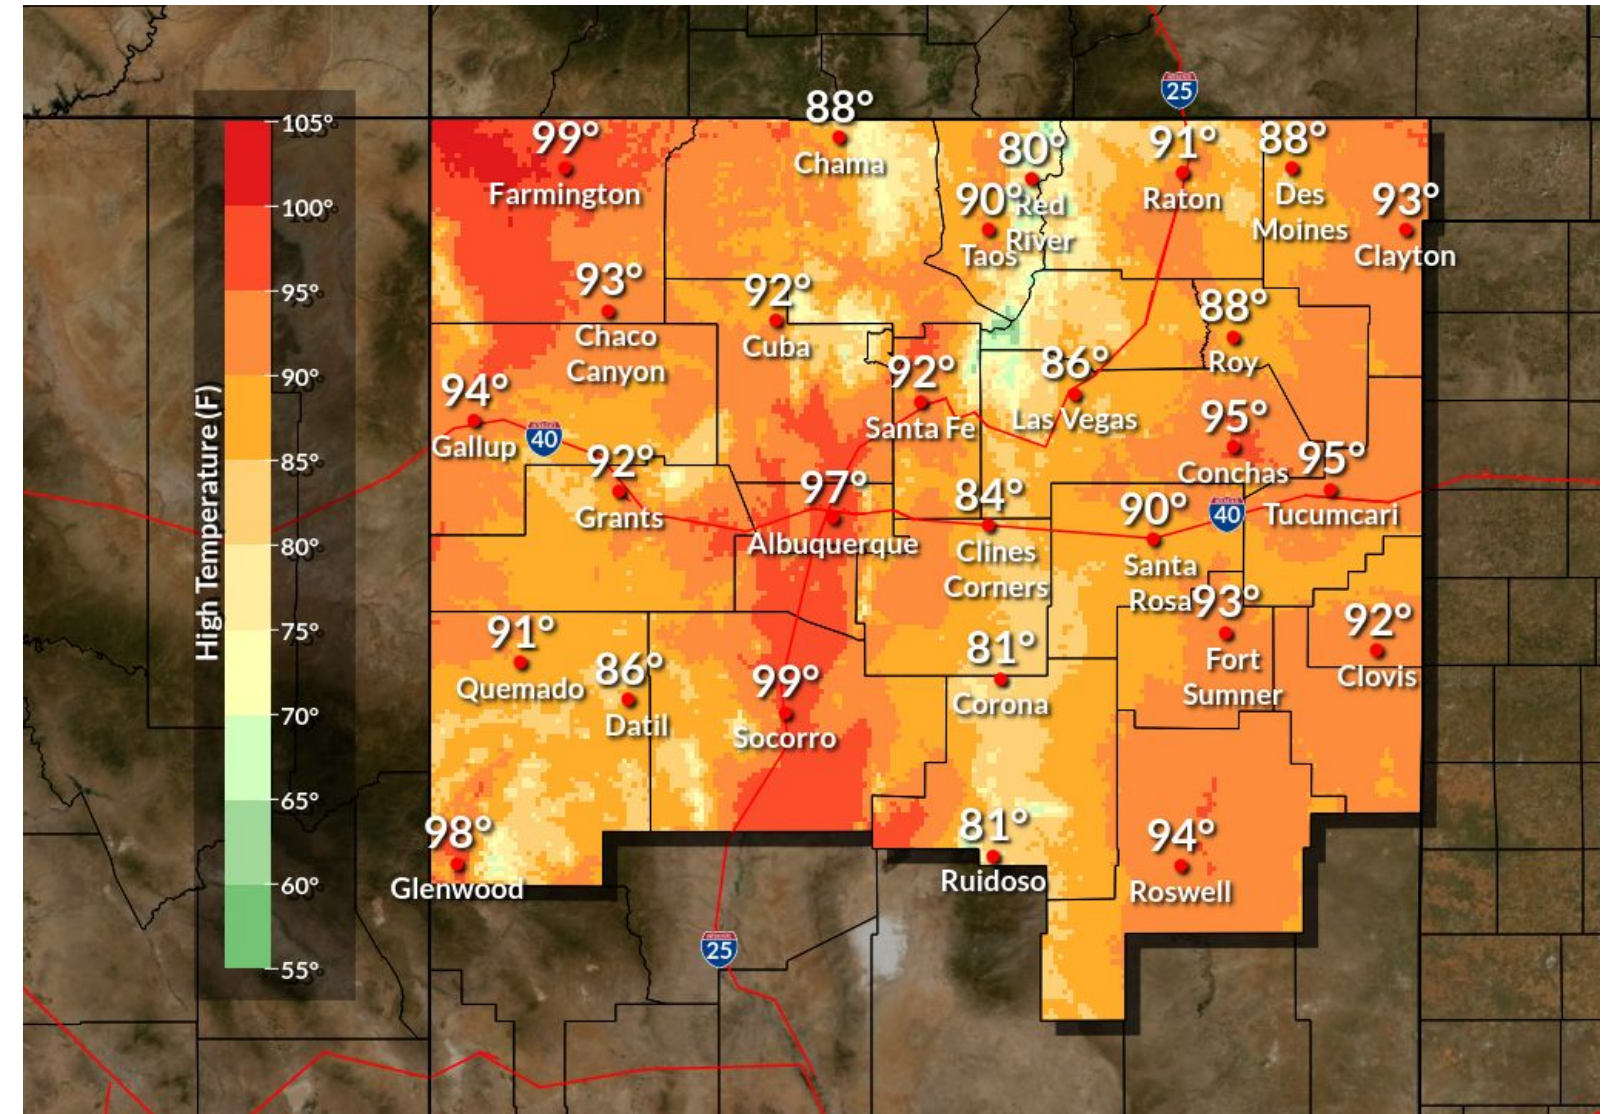 High Temperature (F)
105°
100°
95°
90°
85°
80°
75°
70°
65°
60°
55°
25
88°
Chama
99°
Farmington
80°
Red
River
91°
Raton
88°
Des
Moines
90°
Taos
93°
Clayton
93°
Chaco
Canyon
92°
Cuba
88°
Roy
94°
Gallup
40
92°
Santa Fe
86°
Las Vegas
95°
Conchas
92°
Grants
97°
Albuquerque
84°
Clines
Corners
90°
Santa
Rosa
40
95°
Tucumcari
91°
Quemado
86°
Datil
99°
Socorro
81°
Corona
93°
Fort
Sumner
92°
Clovis
98°
Glenwood
81°
Ruidoso
94°
Roswell
25